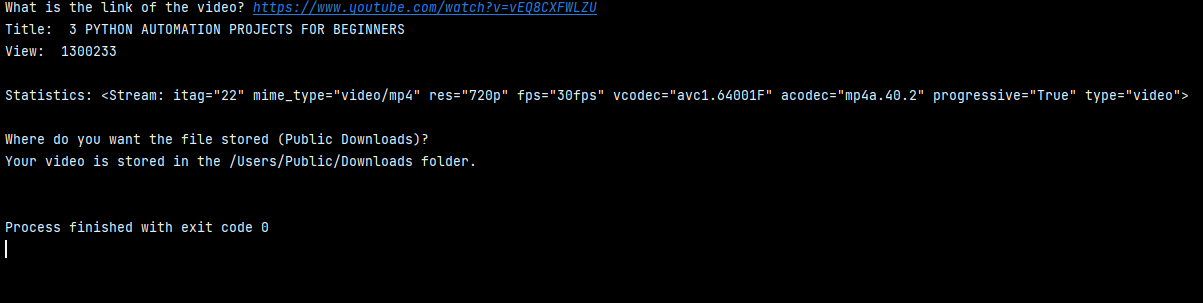 What is the link of the video? https://www.youtube.com/watch?v=vEQ8CXFWLZU
Title:  3 PYTHON AUTOMATION PROJECTS FOR BEGINNERS
View:  1300233
Statistics: <Stream: itag="22" mime_type="video/mp4" res="720p" fps="30fps" vcodec="avc1.64001F" acodec="mp4a.40.2" progressive="True" type="video">
Where do you want the file stored (Public Downloads)?
Your video is stored in the /Users/Public/Downloads folder.
Process finished with exit code 0